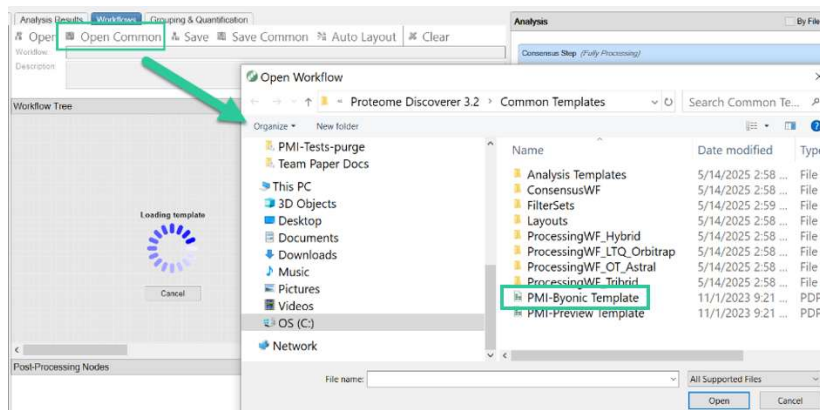 Analysis Results Workflows Grouping & Quantification
Open Open Common Save Save Common Auto Layout Clear
Workflow:
Description:
Workflow Tree
Loading template
Cancel
Post-Processing Nodes
Analysis By File
Consensus Step (Fully Processing)
Open Workflow
« Proteome Discoverer 3.2 > Common Templates Search Common Te...
Organize New folder
PMI-Tests-purge
Team Paper Docs
This PC
3D Objects
Desktop
Documents
Downloads
Music
Pictures
Videos
OS (C:)
Network
Name Date modified Type
Analysis Templates 5/14/2025 2:58 ... File
ConsensusWF 5/14/2025 2:58 ... File
FilterSets 5/14/2025 2:59 ... File
Layouts 5/14/2025 2:58 ... File
ProcessingWF_Hybrid 5/14/2025 2:58 ... File
ProcessingWF_LTQ_Orbitrap 5/14/2025 2:58 ... File
ProcessingWF_OT_Astral 5/14/2025 2:58 ... File
ProcessingWF_Tribrid 5/14/2025 2:58 ... File
PMI-Byonic Template 11/1/2023 9:21 ... PDP
PMI-Preview Template 11/1/2023 9:21 ... PDP
File name: All Supported Files
Open Cancel